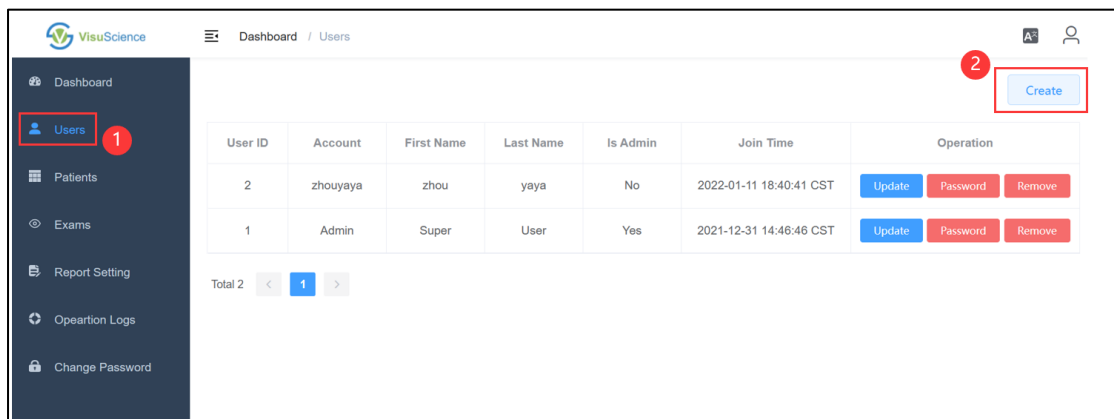 VisuScience
Dashboard / Users
A
2
Create
Dashboard
Users
1
Patients
Exams
Report Setting
Opeartion Logs
Change Password
User ID Account First Name Last Name Is Admin Join Time Operation
2 zhouyaya zhou yaya No 2022-01-11 18:40:41 CST Update Password Remove
1 Admin Super User Yes 2021-12-31 14:46:46 CST Update Password Remove
Total 2 < 1 >